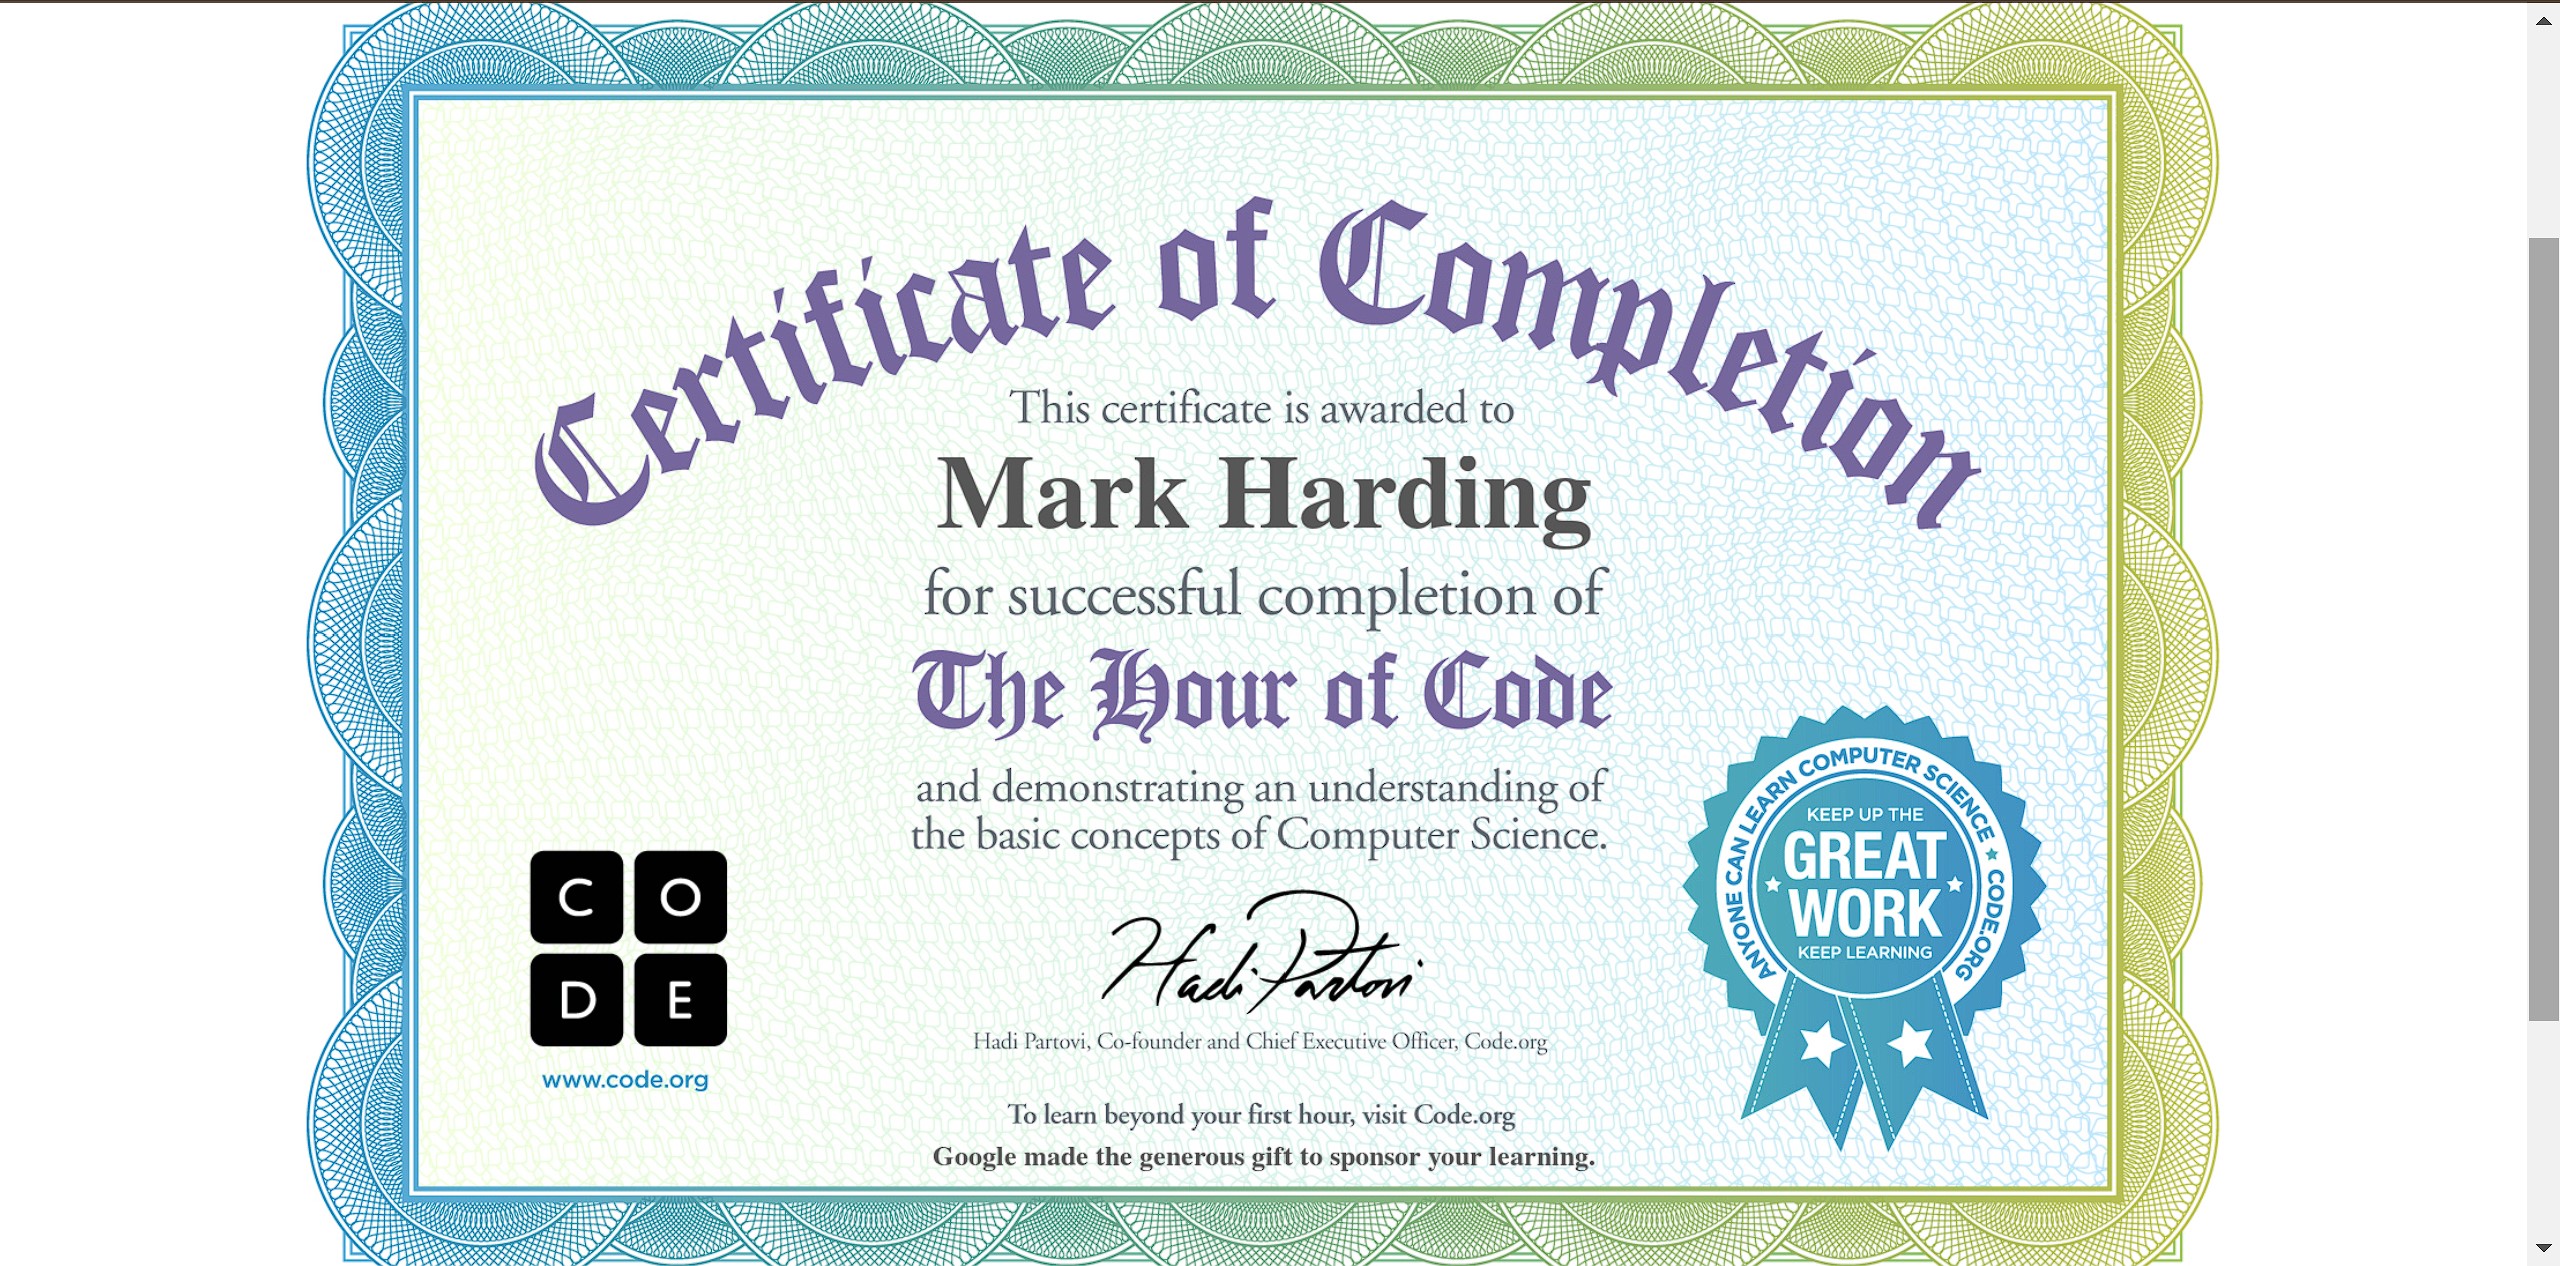 Certificate of Completion
This certificate is awarded to
Mark Harding
for successful completion of
The Hour of Code
and demonstrating an understanding of
the basic concepts of Computer Science.
C O
D E
www.code.org
Hadi Partovi
Hadi Partovi, Co-founder and Chief Executive Officer, Code.org
To learn beyond your first hour, visit Code.org
Google made the generous gift to sponsor your learning.
ANYONE CAN LEARN COMPUTER SCIENCE ★ CODE.ORG
KEEP UP THE
GREAT
WORK
KEEP LEARNING